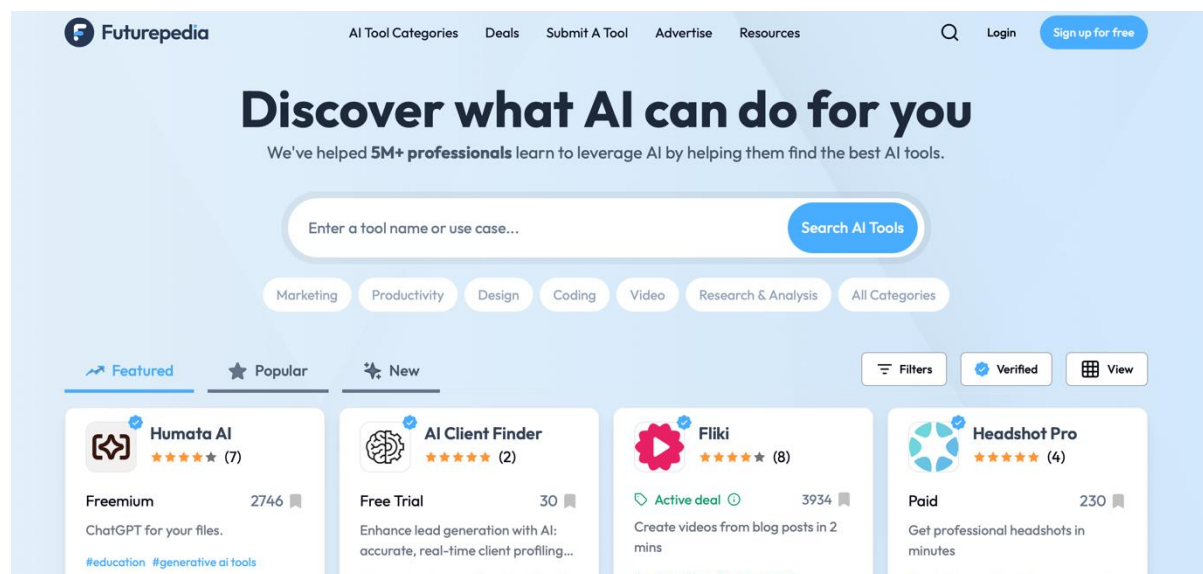 Futurepedia
AI Tool Categories Deals Submit A Tool Advertise Resources
Login Sign up for free
Discover what AI can do for you
We've helped 5M+ professionals learn to leverage AI by helping them find the best AI tools.
Enter a tool name or use case... Search AI Tools
Marketing Productivity Design Coding Video Research & Analysis All Categories
Featured Popular New Filters Verified View
Humata AI
(7)
Freemium 2746
ChatGPT for your files.
#education #generative ai tools
AI Client Finder
(2)
Free Trial 30
Enhance lead generation with AI:
accurate, real-time client profiling...
Fliki
(8)
Active deal 3934
Create videos from blog posts in 2
mins
Headshot Pro
(4)
Paid 230
Get professional headshots in
minutes